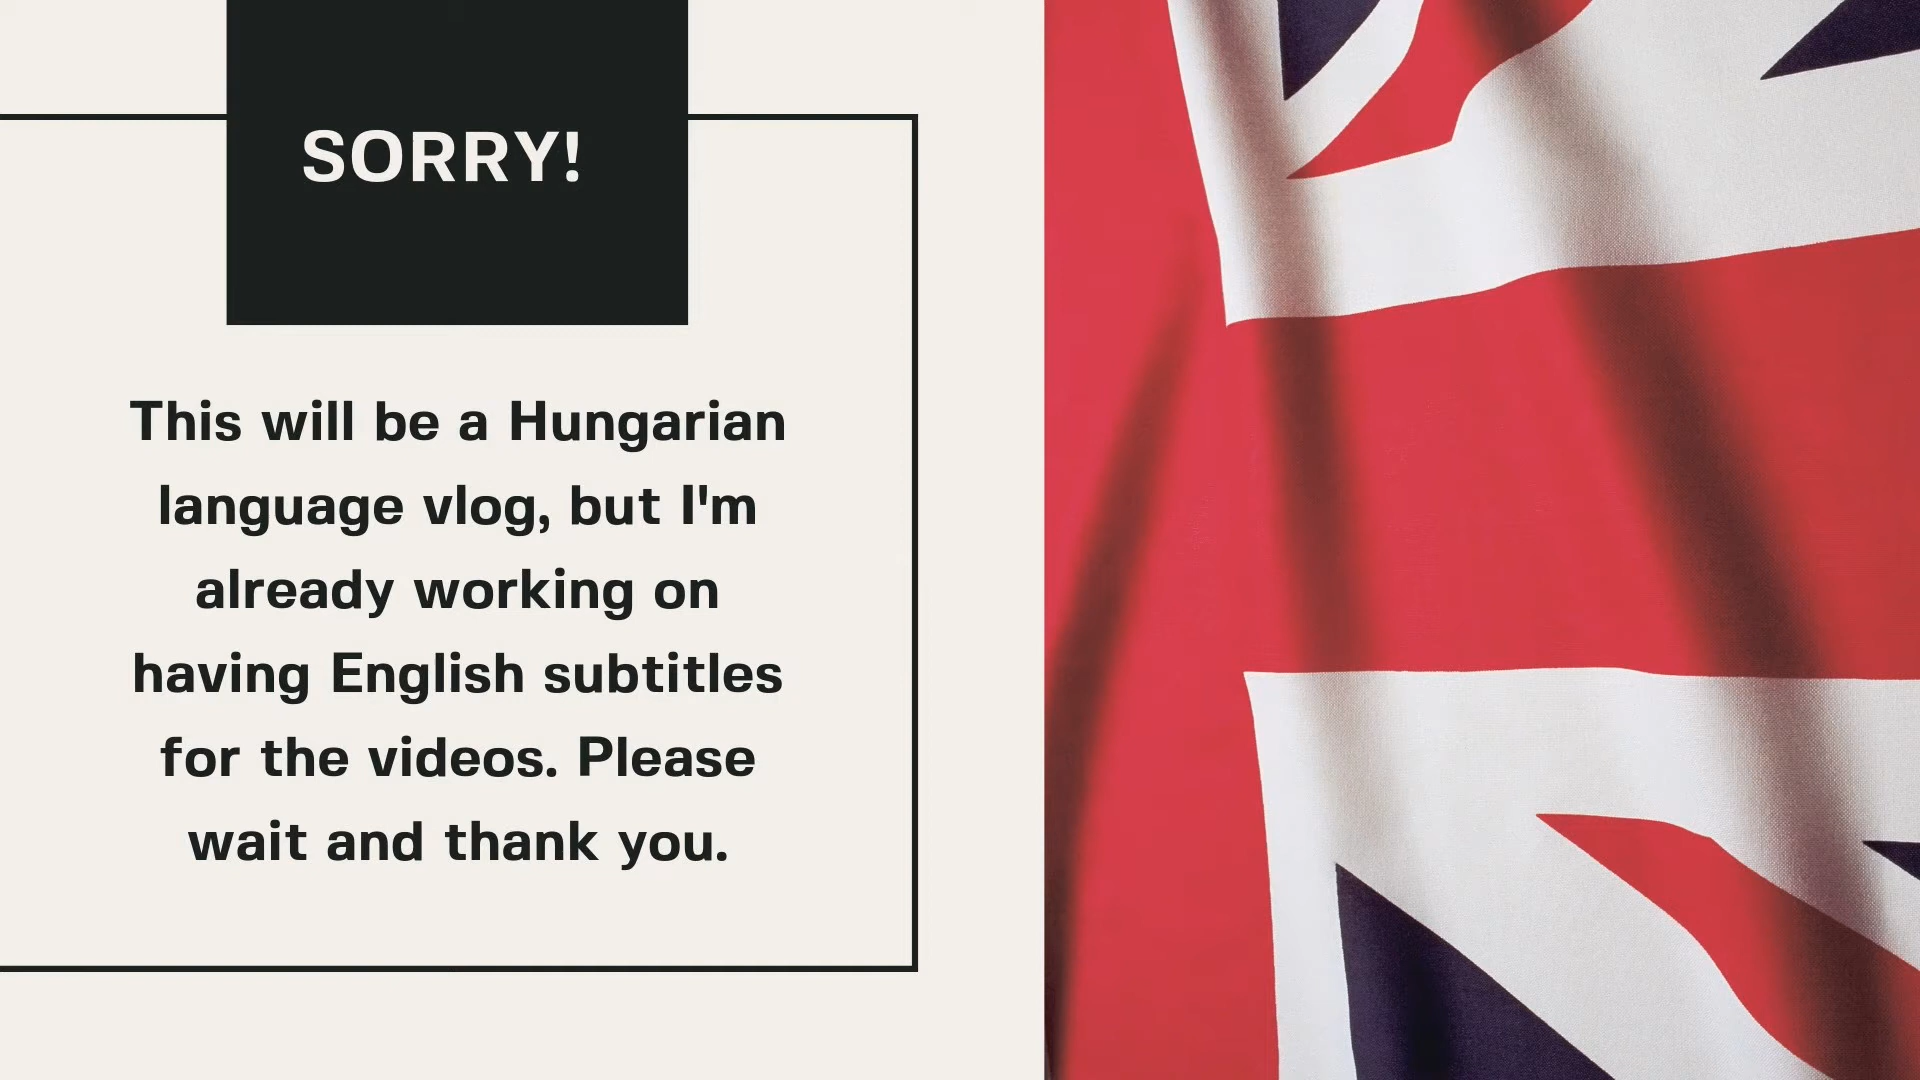 SORRY!
This will be a Hungarian
language vlog, but I'm
already working on
having English subtitles
for the videos. Please
wait and thank you.